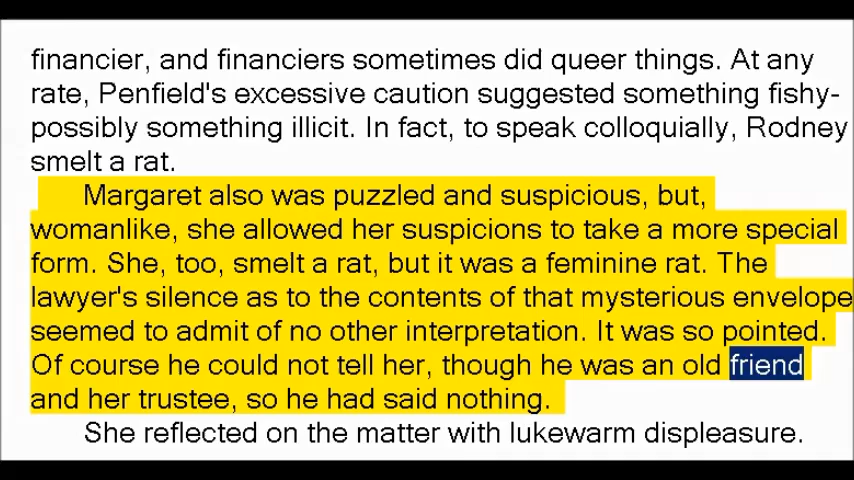 financier, and financiers sometimes did queer things. At any
rate, Penfield's excessive caution suggested something fishy-
possibly something illicit. In fact, to speak colloquially, Rodney
smelt a rat.
Margaret also was puzzled and suspicious, but,
womanlike, she allowed her suspicions to take a more special
form. She, too, smelt a rat, but it was a feminine rat. The
lawyer's silence as to the contents of that mysterious envelope
seemed to admit of no other interpretation. It was so pointed.
Of course he could not tell her, though he was an old friend
and her trustee, so he had said nothing.
She reflected on the matter with lukewarm displeasure.